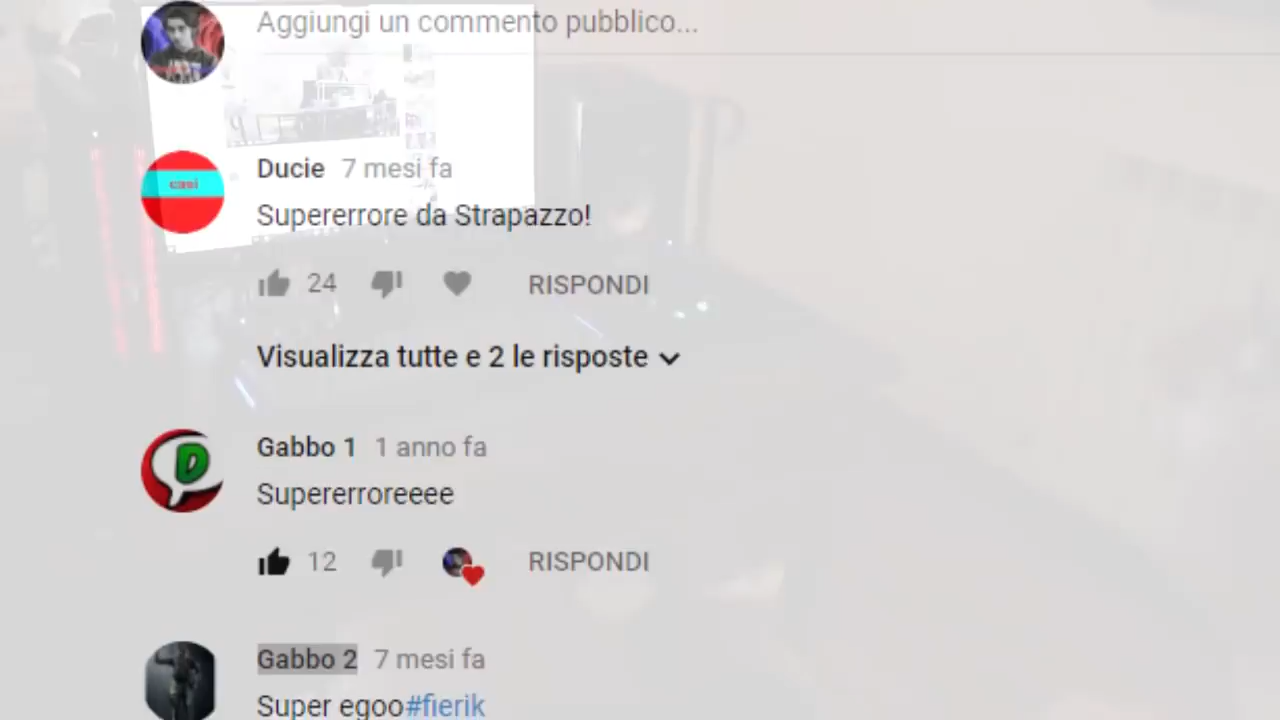 Aggiungi un commento pubblico...
Ducie 7 mesi fa
Supererrore da Strapazzo!
24 RISPONDI
Visualizza tutte e 2 le risposte
Gabbo 1 1 anno fa
Supererroreeee
12 RISPONDI
Gabbo 2 7 mesi fa
Super egoo#fierik